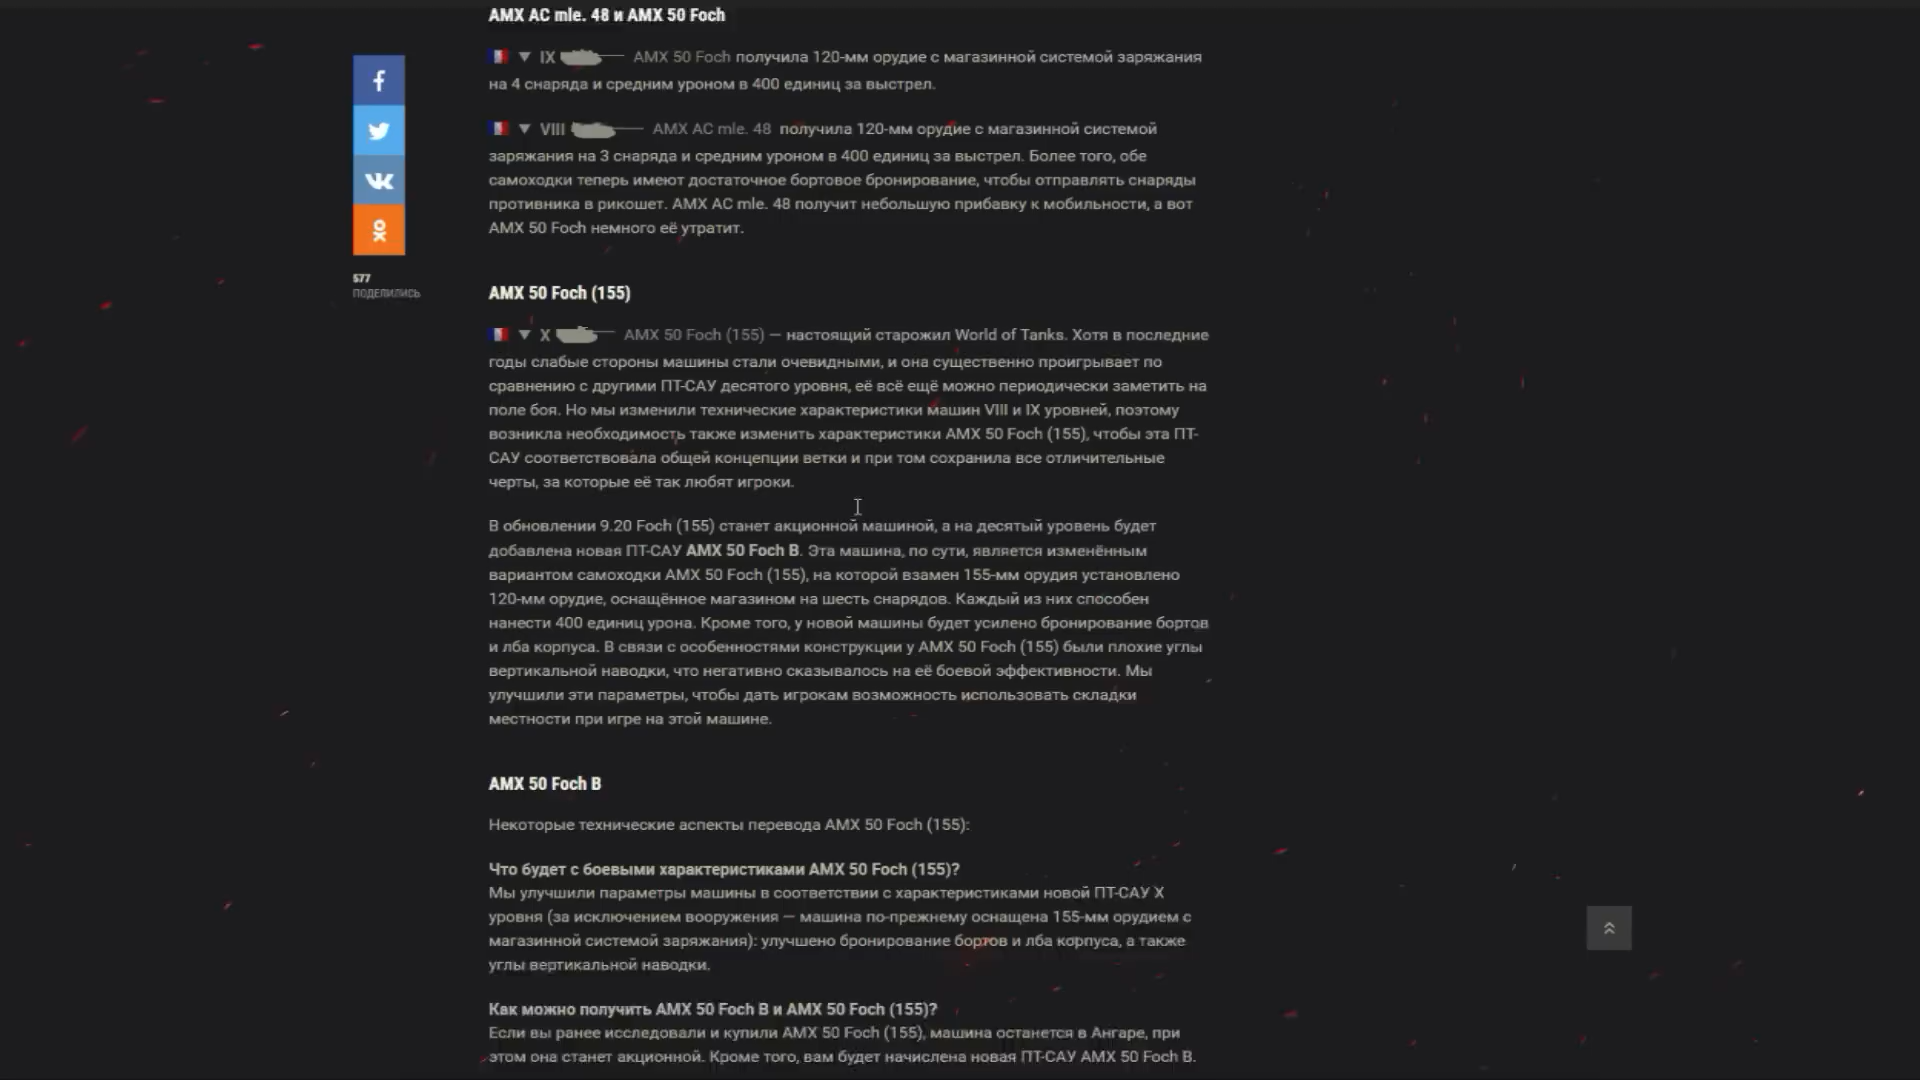 AMX AC mle. 48 и AMX 50 Foch
IX AMX 50 Foch получила 120-мм орудие с магазинной системой заряжания
на 4 снаряда и средним уроном в 400 единиц за выстрел.
VIII AMX AC mle. 48 получила 120-мм орудие с магазинной системой
заряжания на 3 снаряда и средним уроном в 400 единиц за выстрел. Более того, обе
самоходки теперь имеют достаточное бортовое бронирование, чтобы отправлять снаряды
противника в рикошет. AMX AC mle. 48 получит небольшую прибавку к мобильности, а вот
AMX 50 Foch немного её утратит.
577
ПОДЕЛИЛИСЬ
AMX 50 Foch (155)
X AMX 50 Foch (155) — настоящий старожил World of Tanks. Хотя в последние
годы слабые стороны машины стали очевидными, и она существенно проигрывает по
сравнению с другими ПТ-САУ десятого уровня, её всё ещё можно периодически заметить на
поле боя. Но мы изменили технические характеристики машин VIII и IX уровней, поэтому
возникла необходимость также изменить характеристики AMX 50 Foch (155), чтобы эта ПТ-
САУ соответствовала общей концепции ветки и при том сохранила все отличительные
черты, за которые её так любят игроки.
В обновлении 9.20 Foch (155) станет акционной машиной, а на десятый уровень будет
добавлена новая ПТ-САУ AMX 50 Foch B. Эта машина, по сути, является изменённым
вариантом самоходки AMX 50 Foch (155), на которой взамен 155-мм орудия установлено
120-мм орудие, оснащённое магазином на шесть снарядов. Каждый из них способен
нанести 400 единиц урона. Кроме того, у новой машины будет усилено бронирование бортов
и лба корпуса. В связи с особенностями конструкции у AMX 50 Foch (155) были плохие углы
вертикальной наводки, что негативно сказывалось на её боевой эффективности. Мы
улучшили эти параметры, чтобы дать игрокам возможность использовать складки
местности при игре на этой машине.
AMX 50 Foch B
Некоторые технические аспекты перевода AMX 50 Foch (155):
Что будет с боевыми характеристиками AMX 50 Foch (155)?
Мы улучшили параметры машины в соответствии с характеристиками новой ПТ-САУ X
уровня (за исключением вооружения — машина по-прежнему оснащена 155-мм орудием с
магазинной системой заряжания): улучшено бронирование бортов и лба корпуса, а также
углы вертикальной наводки.
Как можно получить AMX 50 Foch B и AMX 50 Foch (155)?
Если вы ранее исследовали и купили AMX 50 Foch (155), машина останется в Ангаре, при
этом она станет акционной. Кроме того, вам будет начислена новая ПТ-САУ AMX 50 Foch B.